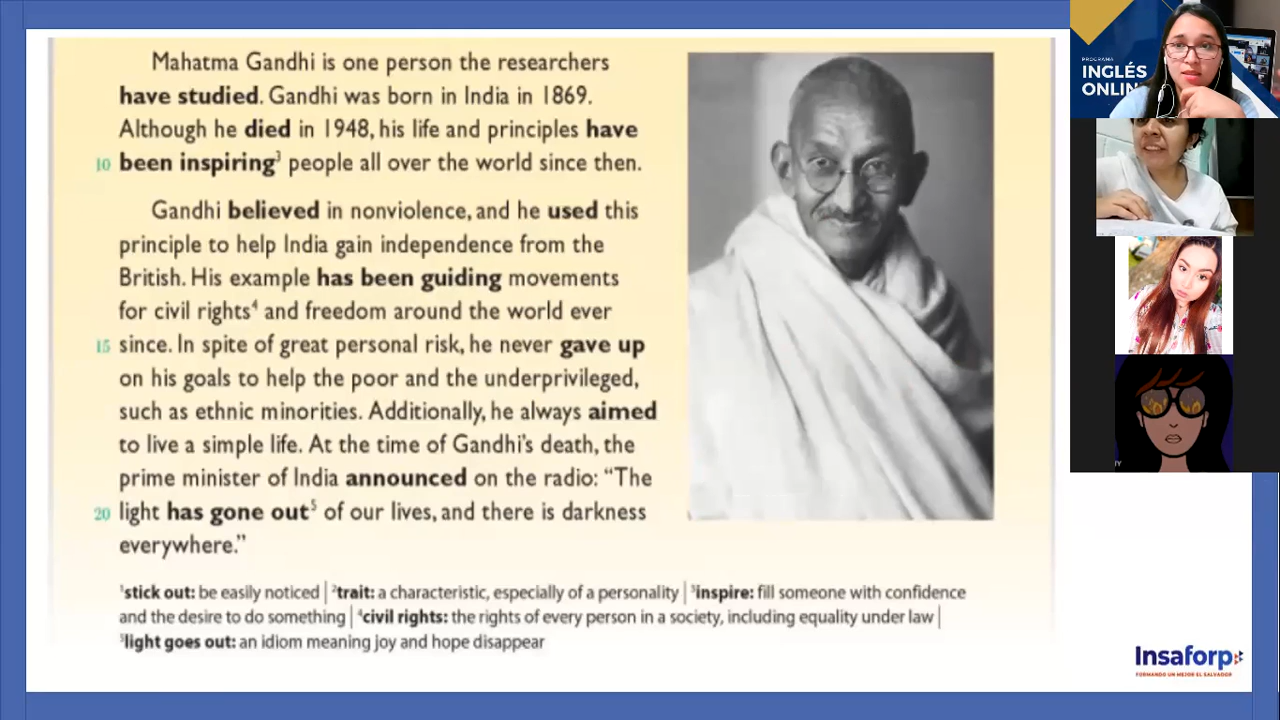 Mahatma Gandhi is one person the researchers
have studied. Gandhi was born in India in 1869.
Although he died in 1948, his life and principles have
10 been inspiring³ people all over the world since then.
Gandhi believed in nonviolence, and he used this
principle to help India gain independence from the
British. His example has been guiding movements
for civil rights⁴ and freedom around the world ever
15 since. In spite of great personal risk, he never gave up
on his goals to help the poor and the underprivileged,
such as ethnic minorities. Additionally, he always aimed
to live a simple life. At the time of Gandhi's death, the
prime minister of India announced on the radio: “The
20 light has gone out⁵ of our lives, and there is darkness
everywhere.”
¹stick out: be easily noticed | ²trait: a characteristic, especially of a personality | ³inspire: fill someone with confidence
and the desire to do something | ⁴civil rights: the rights of every person in a society, including equality under law |
⁵light goes out: an idiom meaning joy and hope disappear
PROGRAMA
INGLÉS
ONLIN
Insaforp
FORMANDO UN MEJOR EL SALVADOR